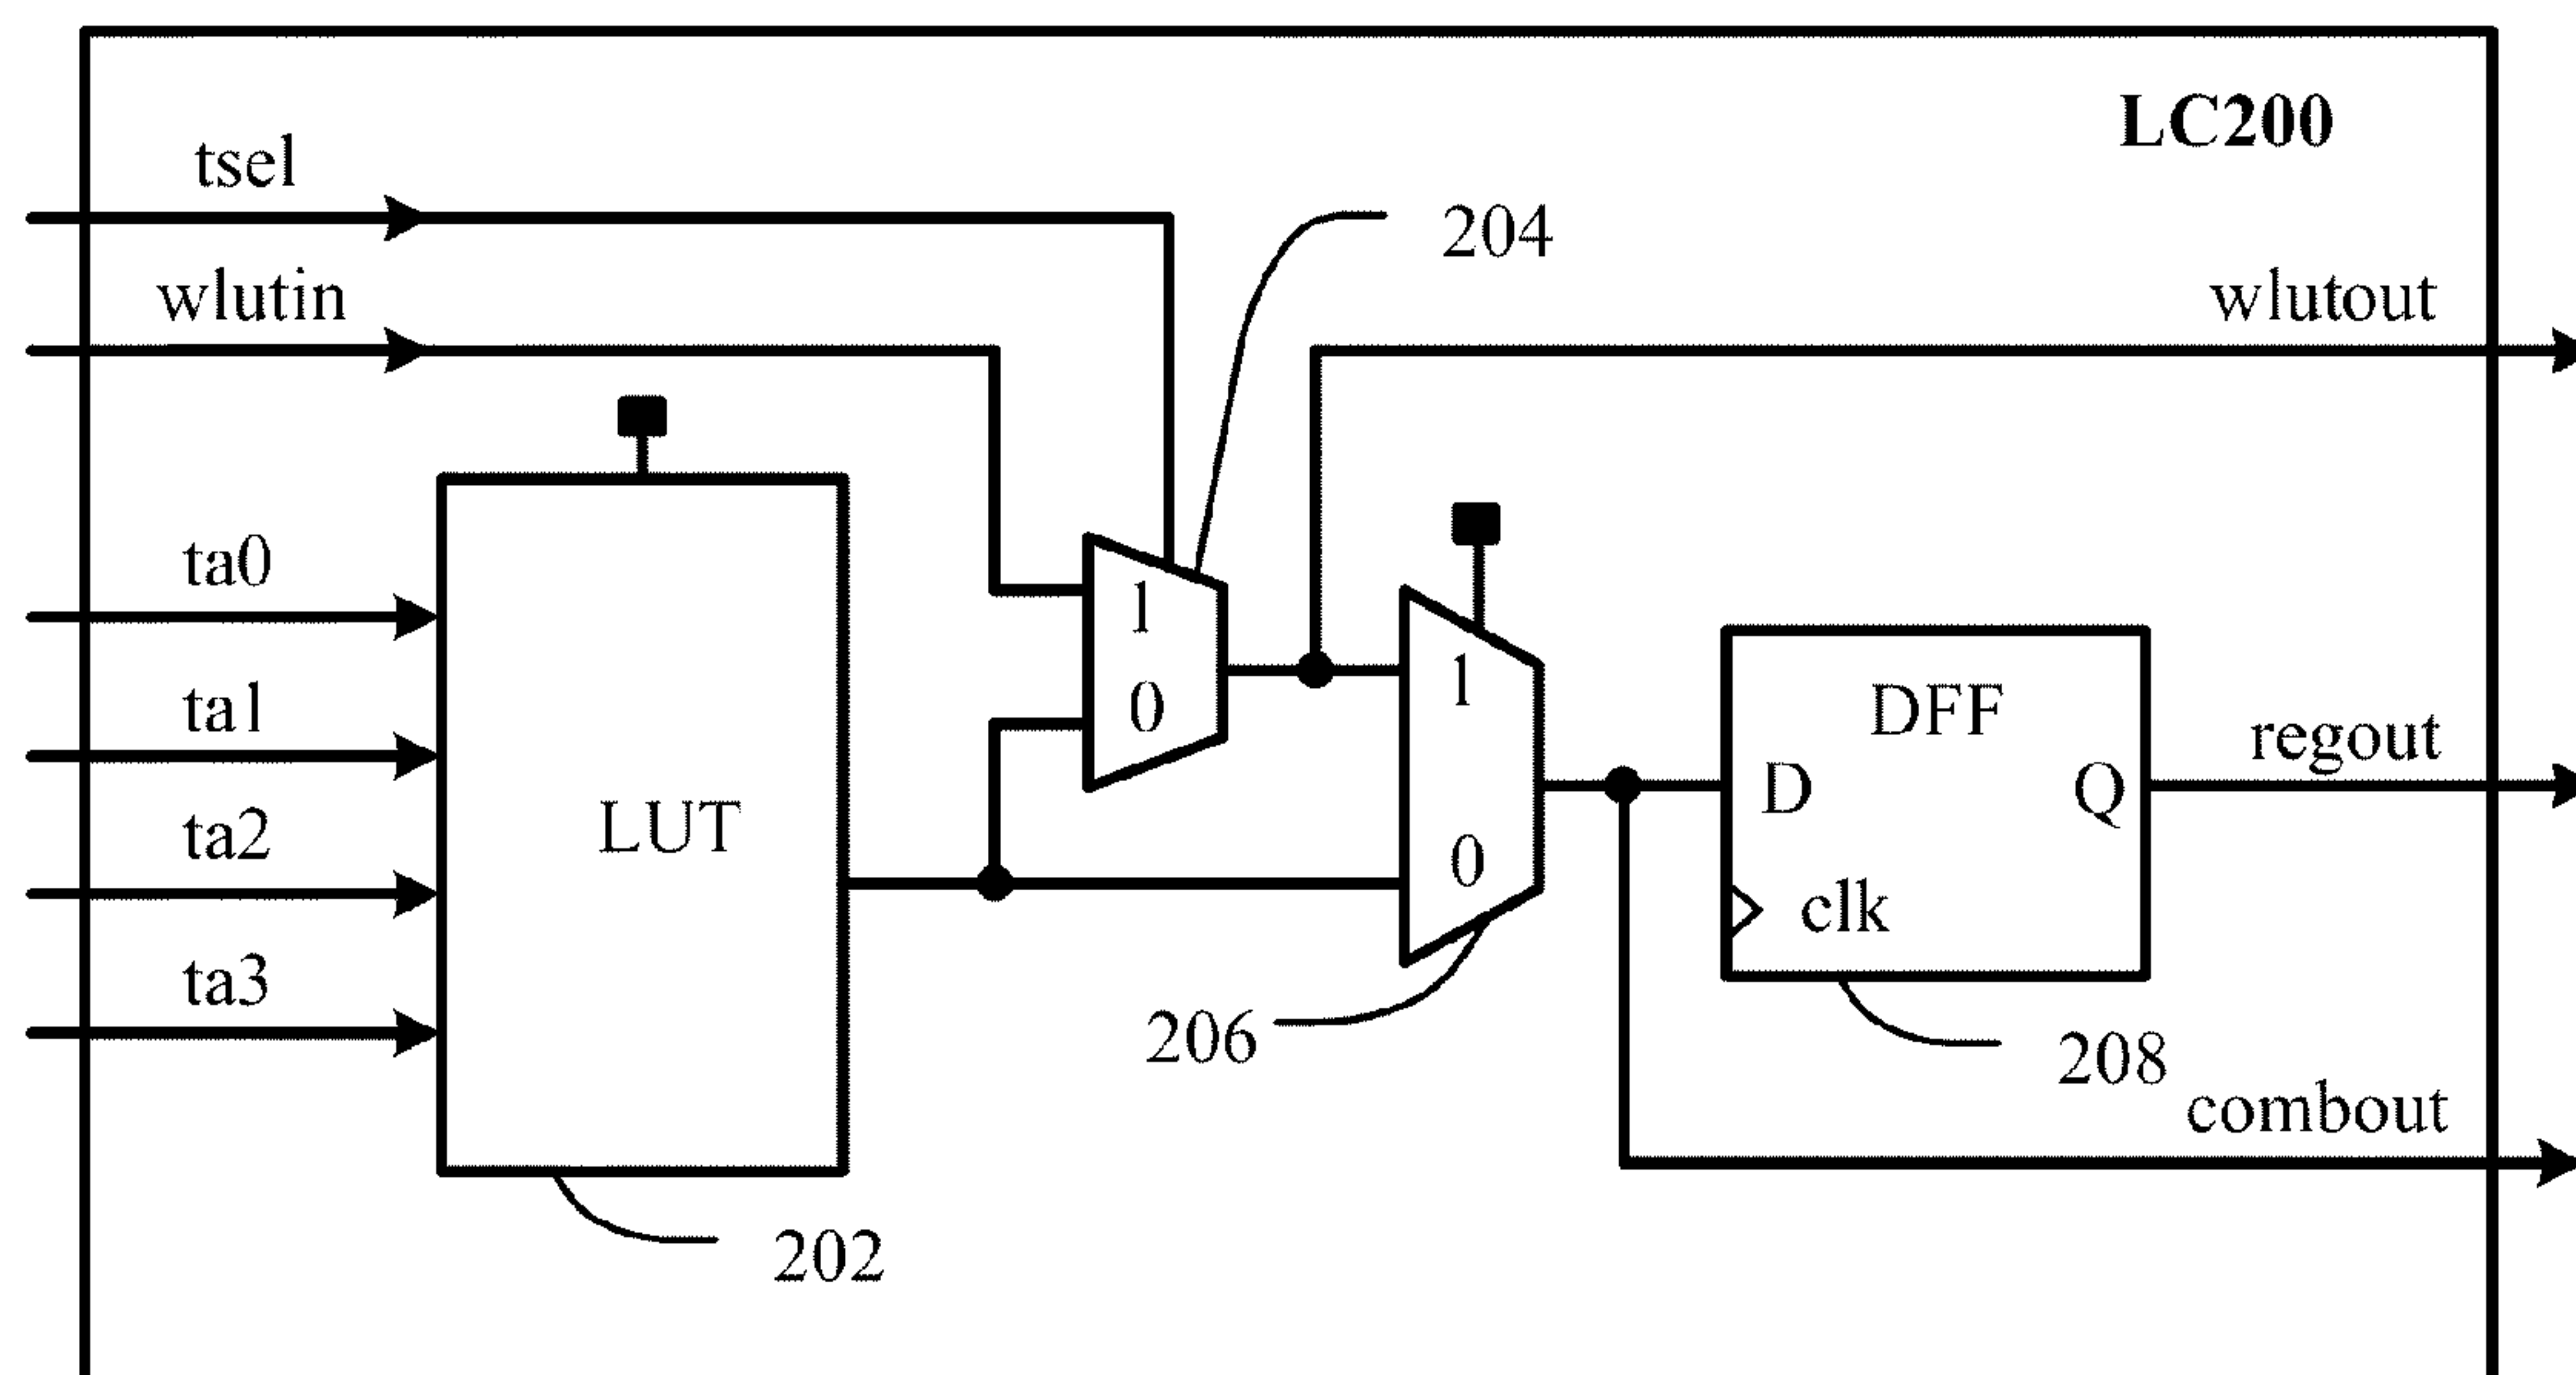 LC200
tsel
204
wlutin
wlutout
ta0
1
ta1
0
1
DFF
regout
D
Q
ta2
LUT
0
clk
ta3
206
208
combout
202